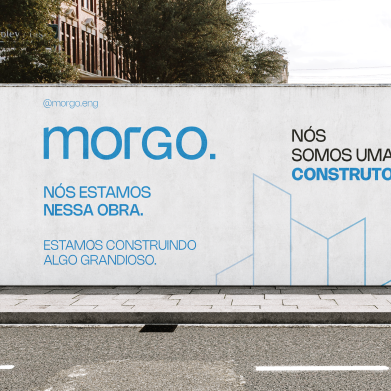 @morgo.eng
morgo.
NÓS ESTAMOS
NESSA OBRA.
ESTAMOS CONSTRUINDO
ALGO GRANDIOSO.
NÓS
SOMOS UMA
CONSTRUTO